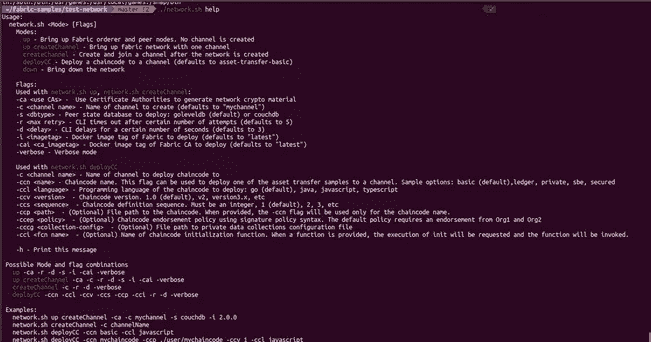 ~/fabric-samples/test-network master ./network.sh help
Usage:
network.sh <Mode> [Flags]
Modes:
up - Bring up Fabric orderer and peer nodes. No channel is created
up createChannel - Bring up fabric network with one channel
createChannel - Create and join a channel after the network is created
deployCC - Deploy a chaincode to a channel (defaults to asset-transfer-basic)
down - Bring down the network
Flags:
Used with network.sh up, network.sh createChannel:
-ca <use CAs> - Use Certificate Authorities to generate network crypto material
-c <channel name> - Name of channel to create (defaults to "mychannel")
-s <dbtype> - Peer state database to deploy: goleveldb (default) or couchdb
-r <max retry> - CLI times out after certain number of attempts (defaults to 5)
-d <delay> - CLI delays for a certain number of seconds (defaults to 3)
-i <imagetag> - Docker image tag of Fabric to deploy (defaults to "latest")
-cai <ca_imagetag> - Docker image tag of Fabric CA to deploy (defaults to "latest")
-verbose - Verbose mode
Used with network.sh deployCC
-c <channel name> - Name of channel to deploy chaincode to
-ccn <name> - Chaincode name. This flag can be used to deploy one of the asset transfer samples to a channel. Sample options: basic (default),ledger, private, sbe, secured
-ccl <language> - Programming language of the chaincode to deploy: go (default), java, javascript, typescript
-ccv <version> - Chaincode version. 1.0 (default), v2, version3.x, etc
-ccs <sequence> - Chaincode definition sequence. Must be an integer, 1 (default), 2, 3, etc
-ccp <path> - (Optional) File path to the chaincode. When provided, the -ccn flag will be used only for the chaincode name.
-ccep <policy> - (Optional) Chaincode endorsement policy using signature policy syntax. The default policy requires an endorsement from Org1 and Org2
-cccg <collection-config> - (Optional) File path to private data collections configuration file
-cci <fcn name> - (Optional) Name of chaincode initialization function. When a function is provided, the execution of init will be requested and the function will be invoked.
-h - Print this message
Possible Mode and flag combinations
up -ca -r -d -s -i -cai -verbose
up createChannel -ca -c -r -d -s -i -cai -verbose
createChannel -c -r -d -verbose
deployCC -ccn -ccl -ccv -ccs -ccp -cci -r -d -verbose
Examples:
network.sh up createChannel -ca -c mychannel -s couchdb -i 2.0.0
network.sh createChannel -c channelName
network.sh deployCC -ccn basic -ccl javascript
network.sh deployCC -ccn mychaincode -ccp ./user/mychaincode -ccv 1 -ccl javascript